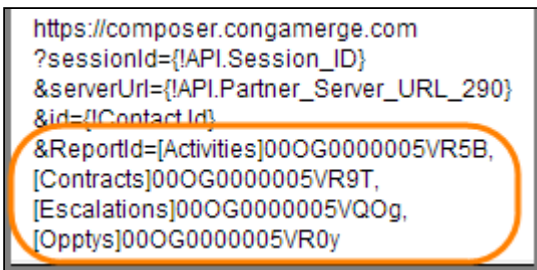 https://composer.congamerge.com
?sessionId={!API.Session_ID}
&serverUrl={!API.Partner_Server_URL_290}
&id={!Contact.Id}
&ReportId=[Activities]00OG0000005VR5B,
[Contracts]00OG0000005VR9T,
[Escalations]00OG0000005VQOg,
[Opptys]00OG0000005VR0y